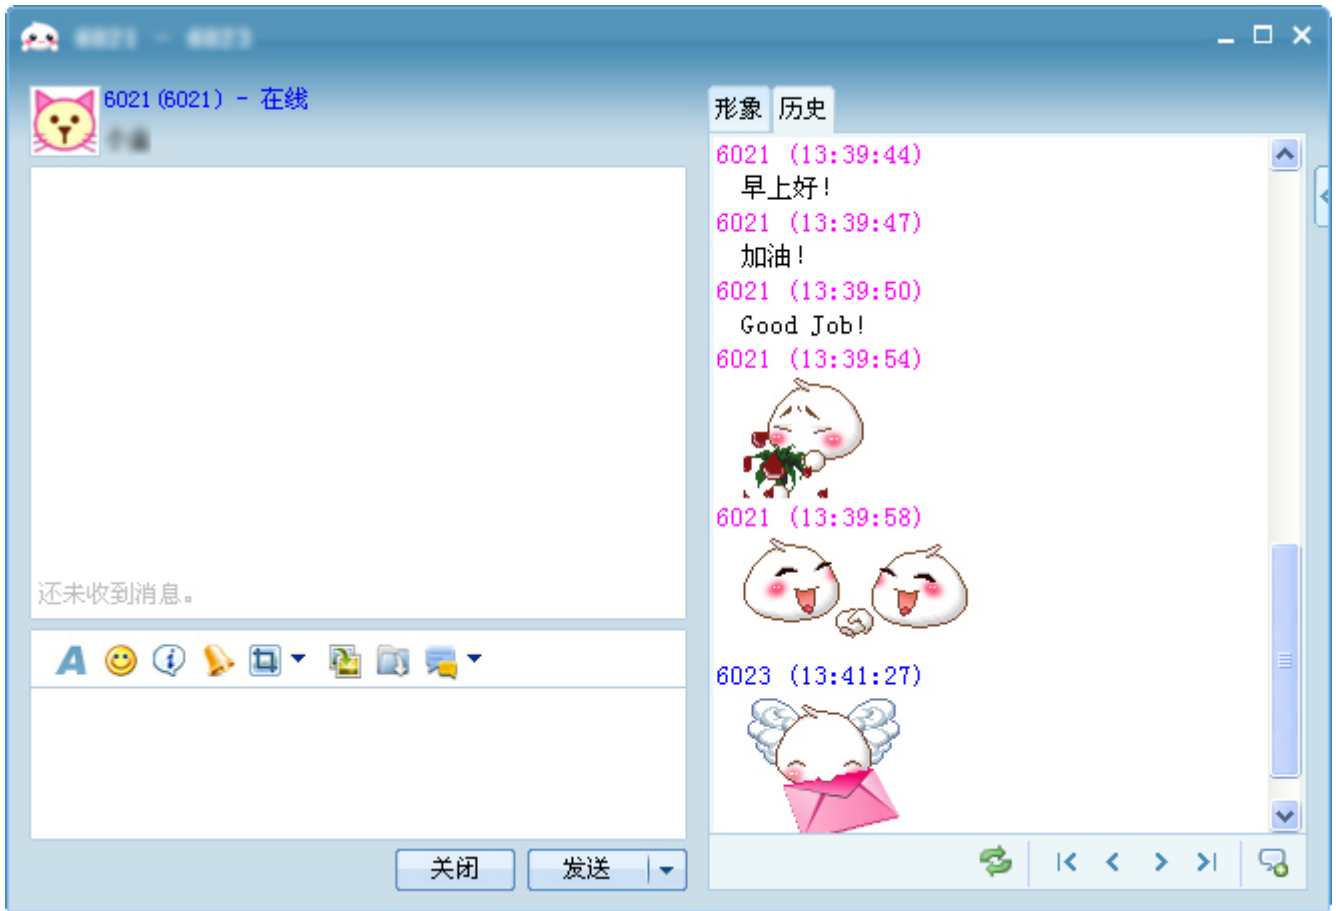 6021(6021) - 在线
形象 历史
6021 (13:39:44)
早上好!
6021 (13:39:47)
加油!
6021 (13:39:50)
Good Job!
6021 (13:39:54)
6021 (13:39:58)
6023 (13:41:27)
还未收到消息。
关闭 发送